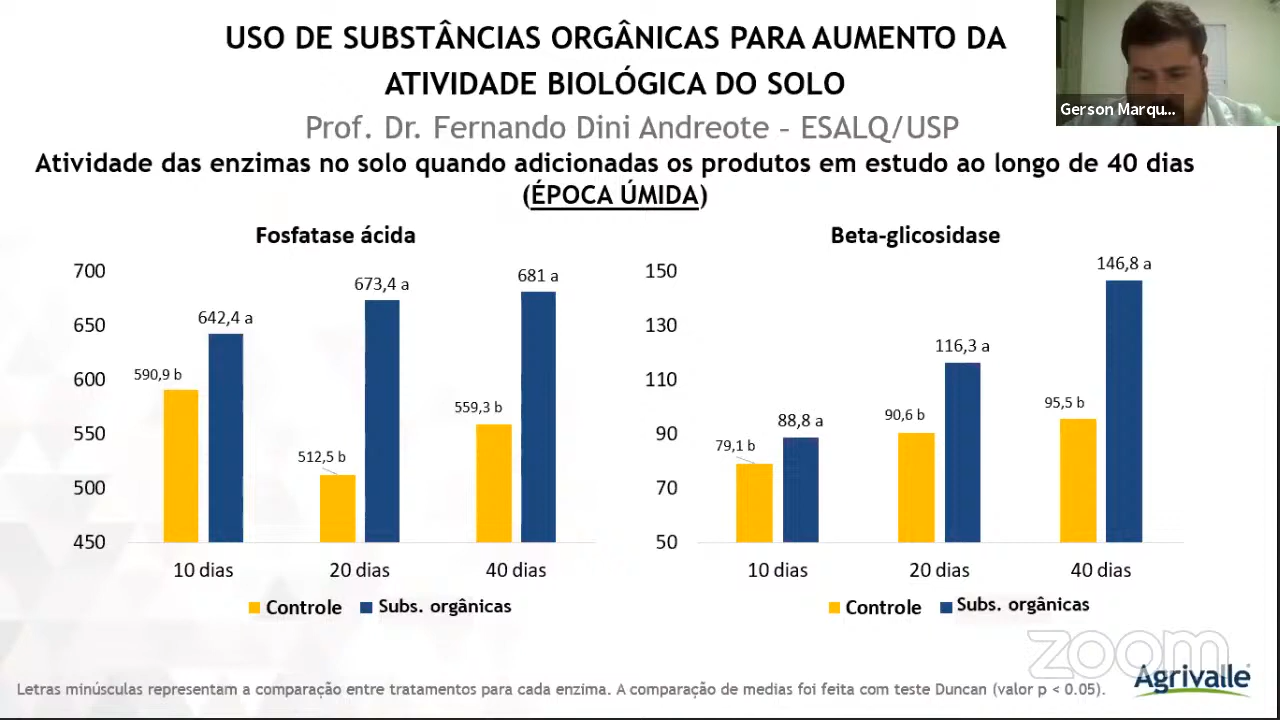 USO DE SUBSTÂNCIAS ORGÂNICAS PARA AUMENTO DA
ATIVIDADE BIOLÓGICA DO SOLO
Gerson Marqu...
Prof. Dr. Fernando Dini Andreote – ESALQ/USP
Atividade das enzimas no solo quando adicionadas os produtos em estudo ao longo de 40 dias
(ÉPOCA ÚMIDA)
Fosfatase ácida
700
650
600
550
500
450
590,9 b
642,4 a
512,5 b
673,4 a
559,3 b
681 a
10 dias
20 dias
40 dias
Controle
Subs. orgânicas
Beta-glicosidase
150
130
110
90
70
50
79,1 b
88,8 a
90,6 b
116,3 a
95,5 b
146,8 a
10 dias
20 dias
40 dias
Controle
Subs. orgânicas
zoom
Agrivalle
Letras minúsculas representam a comparação entre tratamentos para cada enzima. A comparação de medias foi feita com teste Duncan (valor p < 0.05).